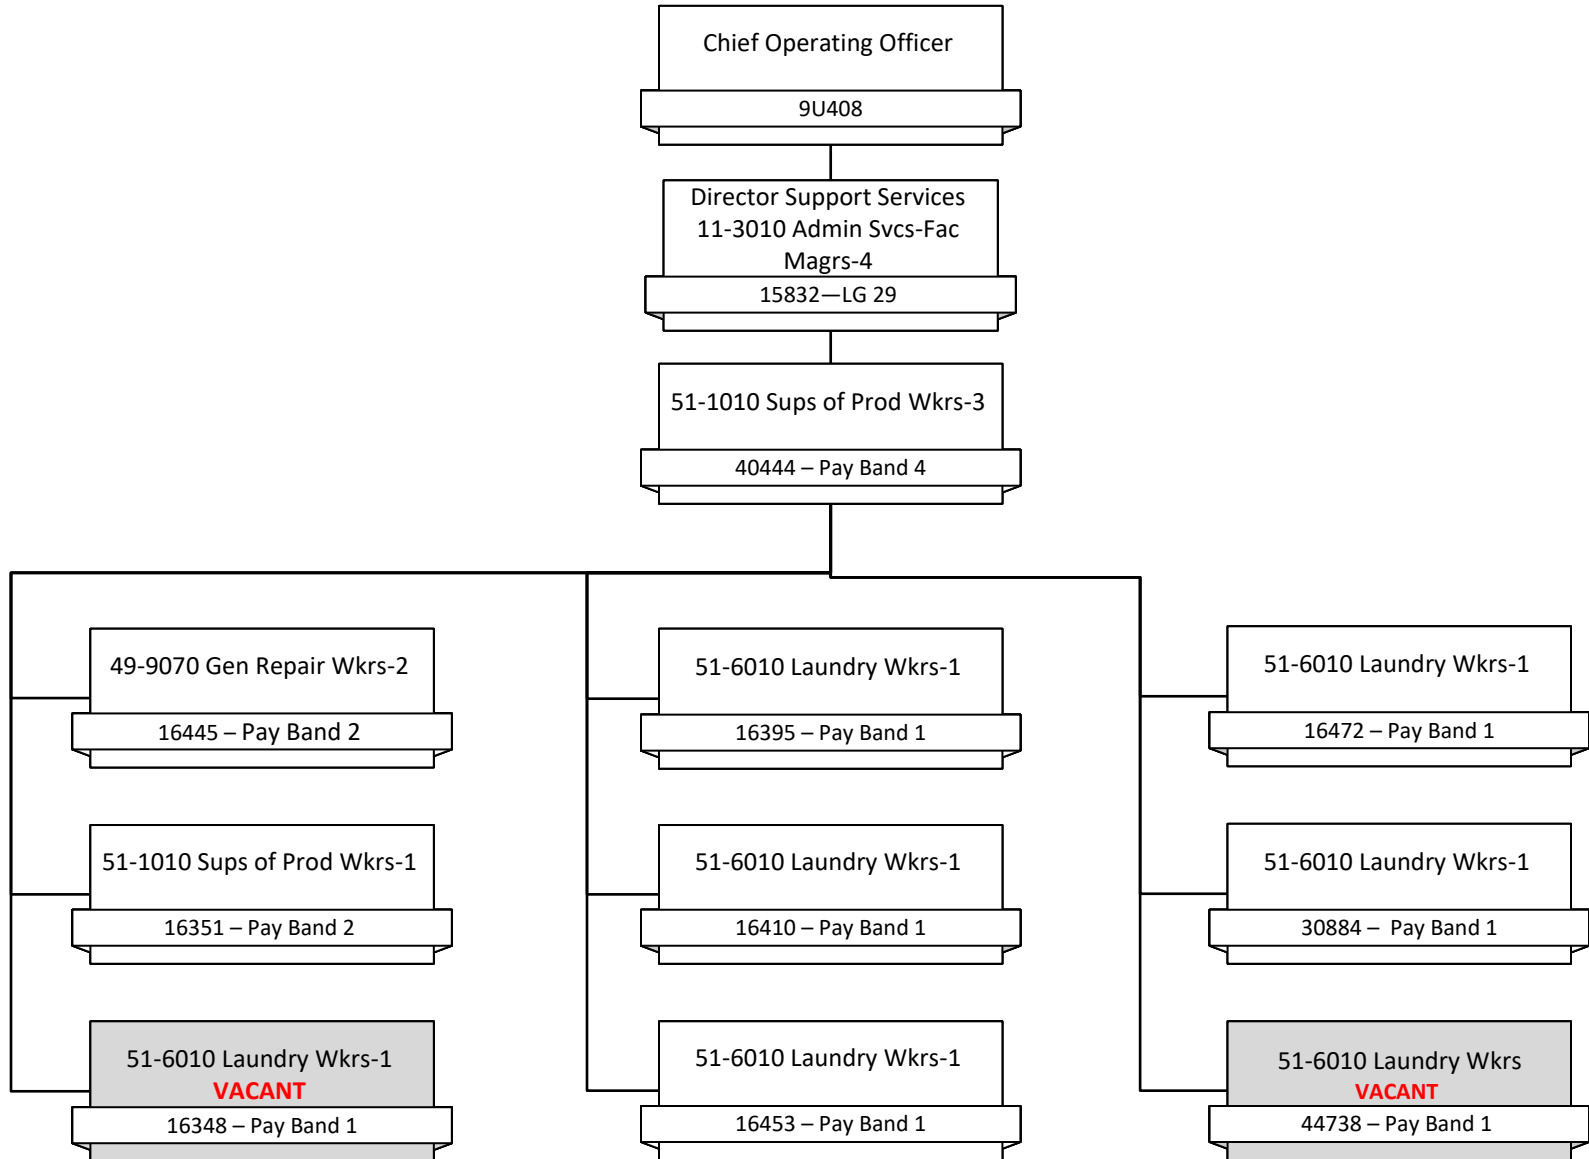 Chief Operating Officer
9U408
Director Support Services
11-3010 Admin Svcs-Fac
Magrs-4
15832—LG 29
51-1010 Sups of Prod Wkrs-3
40444 – Pay Band 4
49-9070 Gen Repair Wkrs-2
16445 – Pay Band 2
51-6010 Laundry Wkrs-1
16395 – Pay Band 1
51-6010 Laundry Wkrs-1
16472 – Pay Band 1
51-1010 Sups of Prod Wkrs-1
16351 – Pay Band 2
51-6010 Laundry Wkrs-1
16410 – Pay Band 1
51-6010 Laundry Wkrs-1
30884 –  Pay Band 1
51-6010 Laundry Wkrs-1
VACANT
16348 – Pay Band 1
51-6010 Laundry Wkrs-1
16453 – Pay Band 1
51-6010 Laundry Wkrs
VACANT
44738 – Pay Band 1